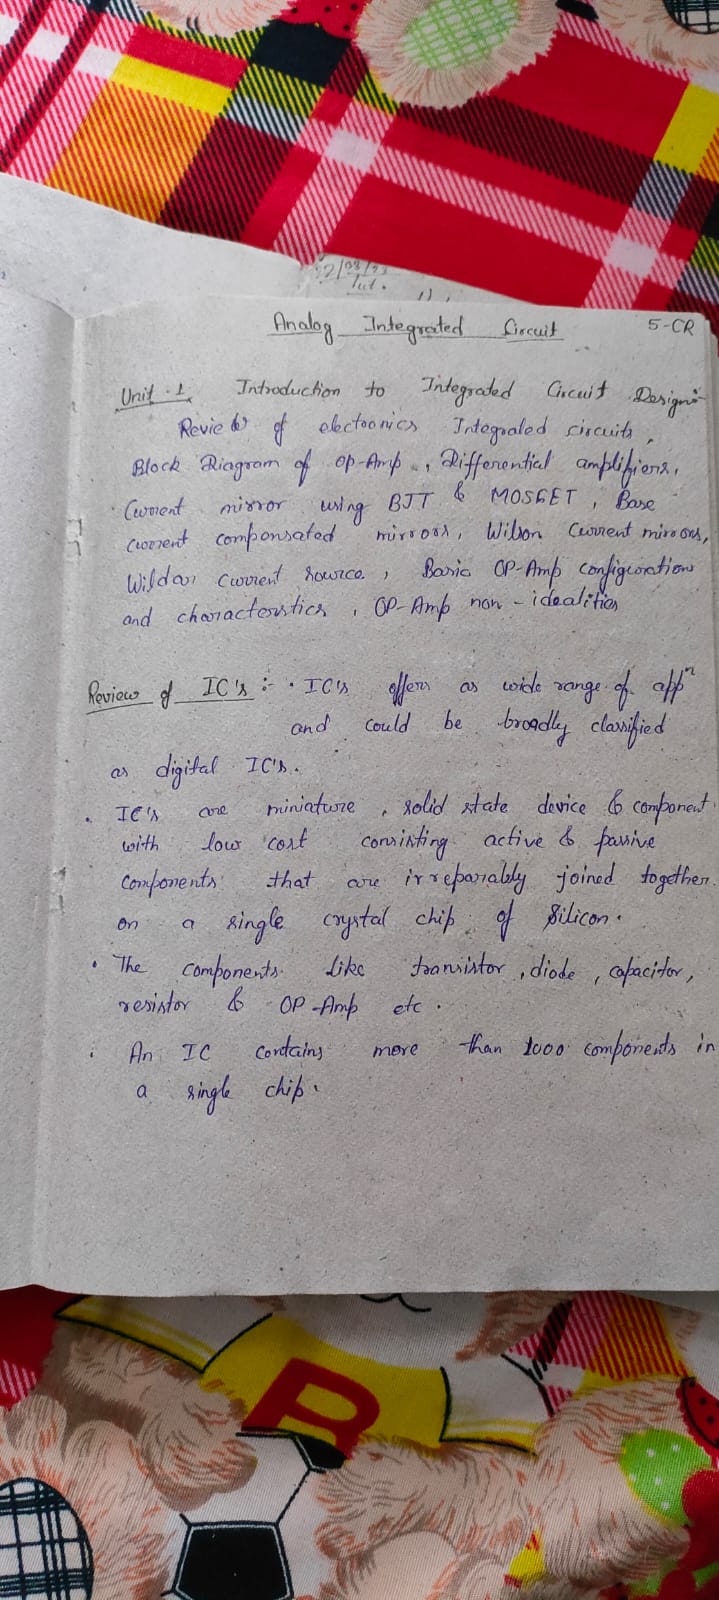 22/08/23
Tut.
Analog Integrated Circuit
5-CR
Unit-1 Introduction to Integrated Circuit Design:-
Review of electronics Integrated circuits,
Block Diagram of op-Amp, Differential amplifiers,
Current mirror using BJT & MOSFET, Base
current compensated mirrors, Wilson Current mirrors,
Wildar Current source, Basic OP-Amp configurations
and characterstics, OP-Amp non-idealities
Review of IC's :- • IC's offers as wide range of appⁿ
and could be broadly classified
as digital IC's.
• IC's are miniature, solid state device & component
with low cost consisting active & passive
components that are irreparably joined together
on a single crystal chip of Silicon.
• The components like transistor, diode, capacitor,
resistor & OP-Amp etc.
• An IC contains more than 1000 components in
a single chip.
B